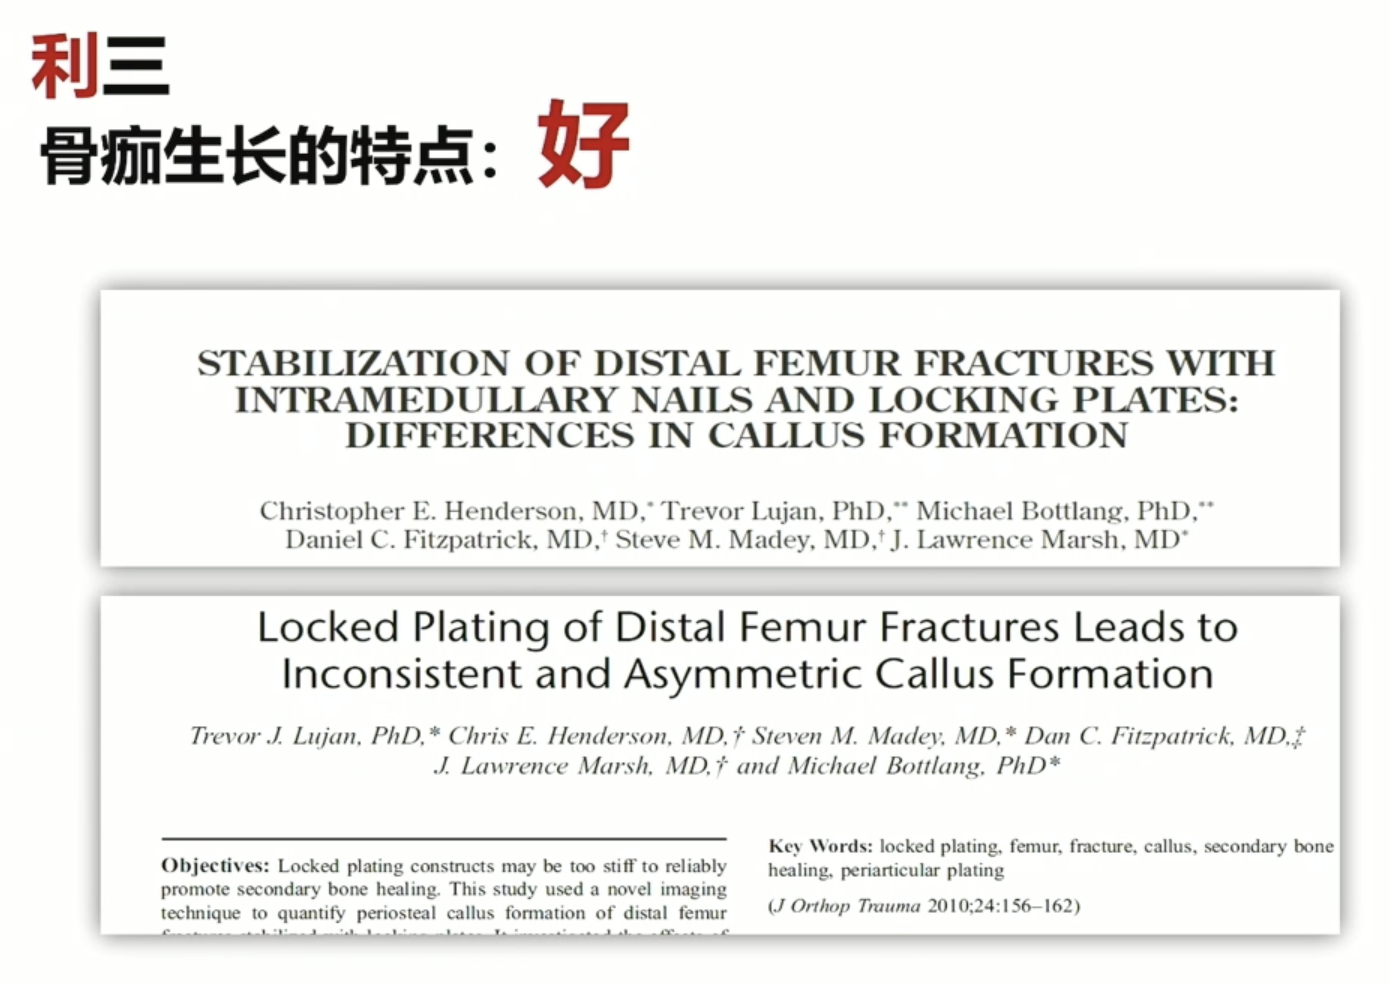 利三
骨痂生长的特点：好
STABILIZATION OF DISTAL FEMUR FRACTURES WITH
INTRAMEDULLARY NAILS AND LOCKING PLATES:
DIFFERENCES IN CALLUS FORMATION
Christopher E. Henderson, MD,* Trevor Lujan, PhD,** Michael Bottlang, PhD,**
Daniel C. Fitzpatrick, MD,† Steve M. Madey, MD,† J. Lawrence Marsh, MD*
Locked Plating of Distal Femur Fractures Leads to
Inconsistent and Asymmetric Callus Formation
Trevor J. Lujan, PhD,* Chris E. Henderson, MD,† Steven M. Madey, MD,* Dan C. Fitzpatrick, MD,‡
J. Lawrence Marsh, MD,† and Michael Bottlang, PhD*
Objectives: Locked plating constructs may be too stiff to reliably
promote secondary bone healing. This study used a novel imaging
technique to quantify periosteal callus formation of distal femur
Key Words: locked plating, femur, fracture, callus, secondary bone
healing, periarticular plating
(J Orthop Trauma 2010;24:156–162)